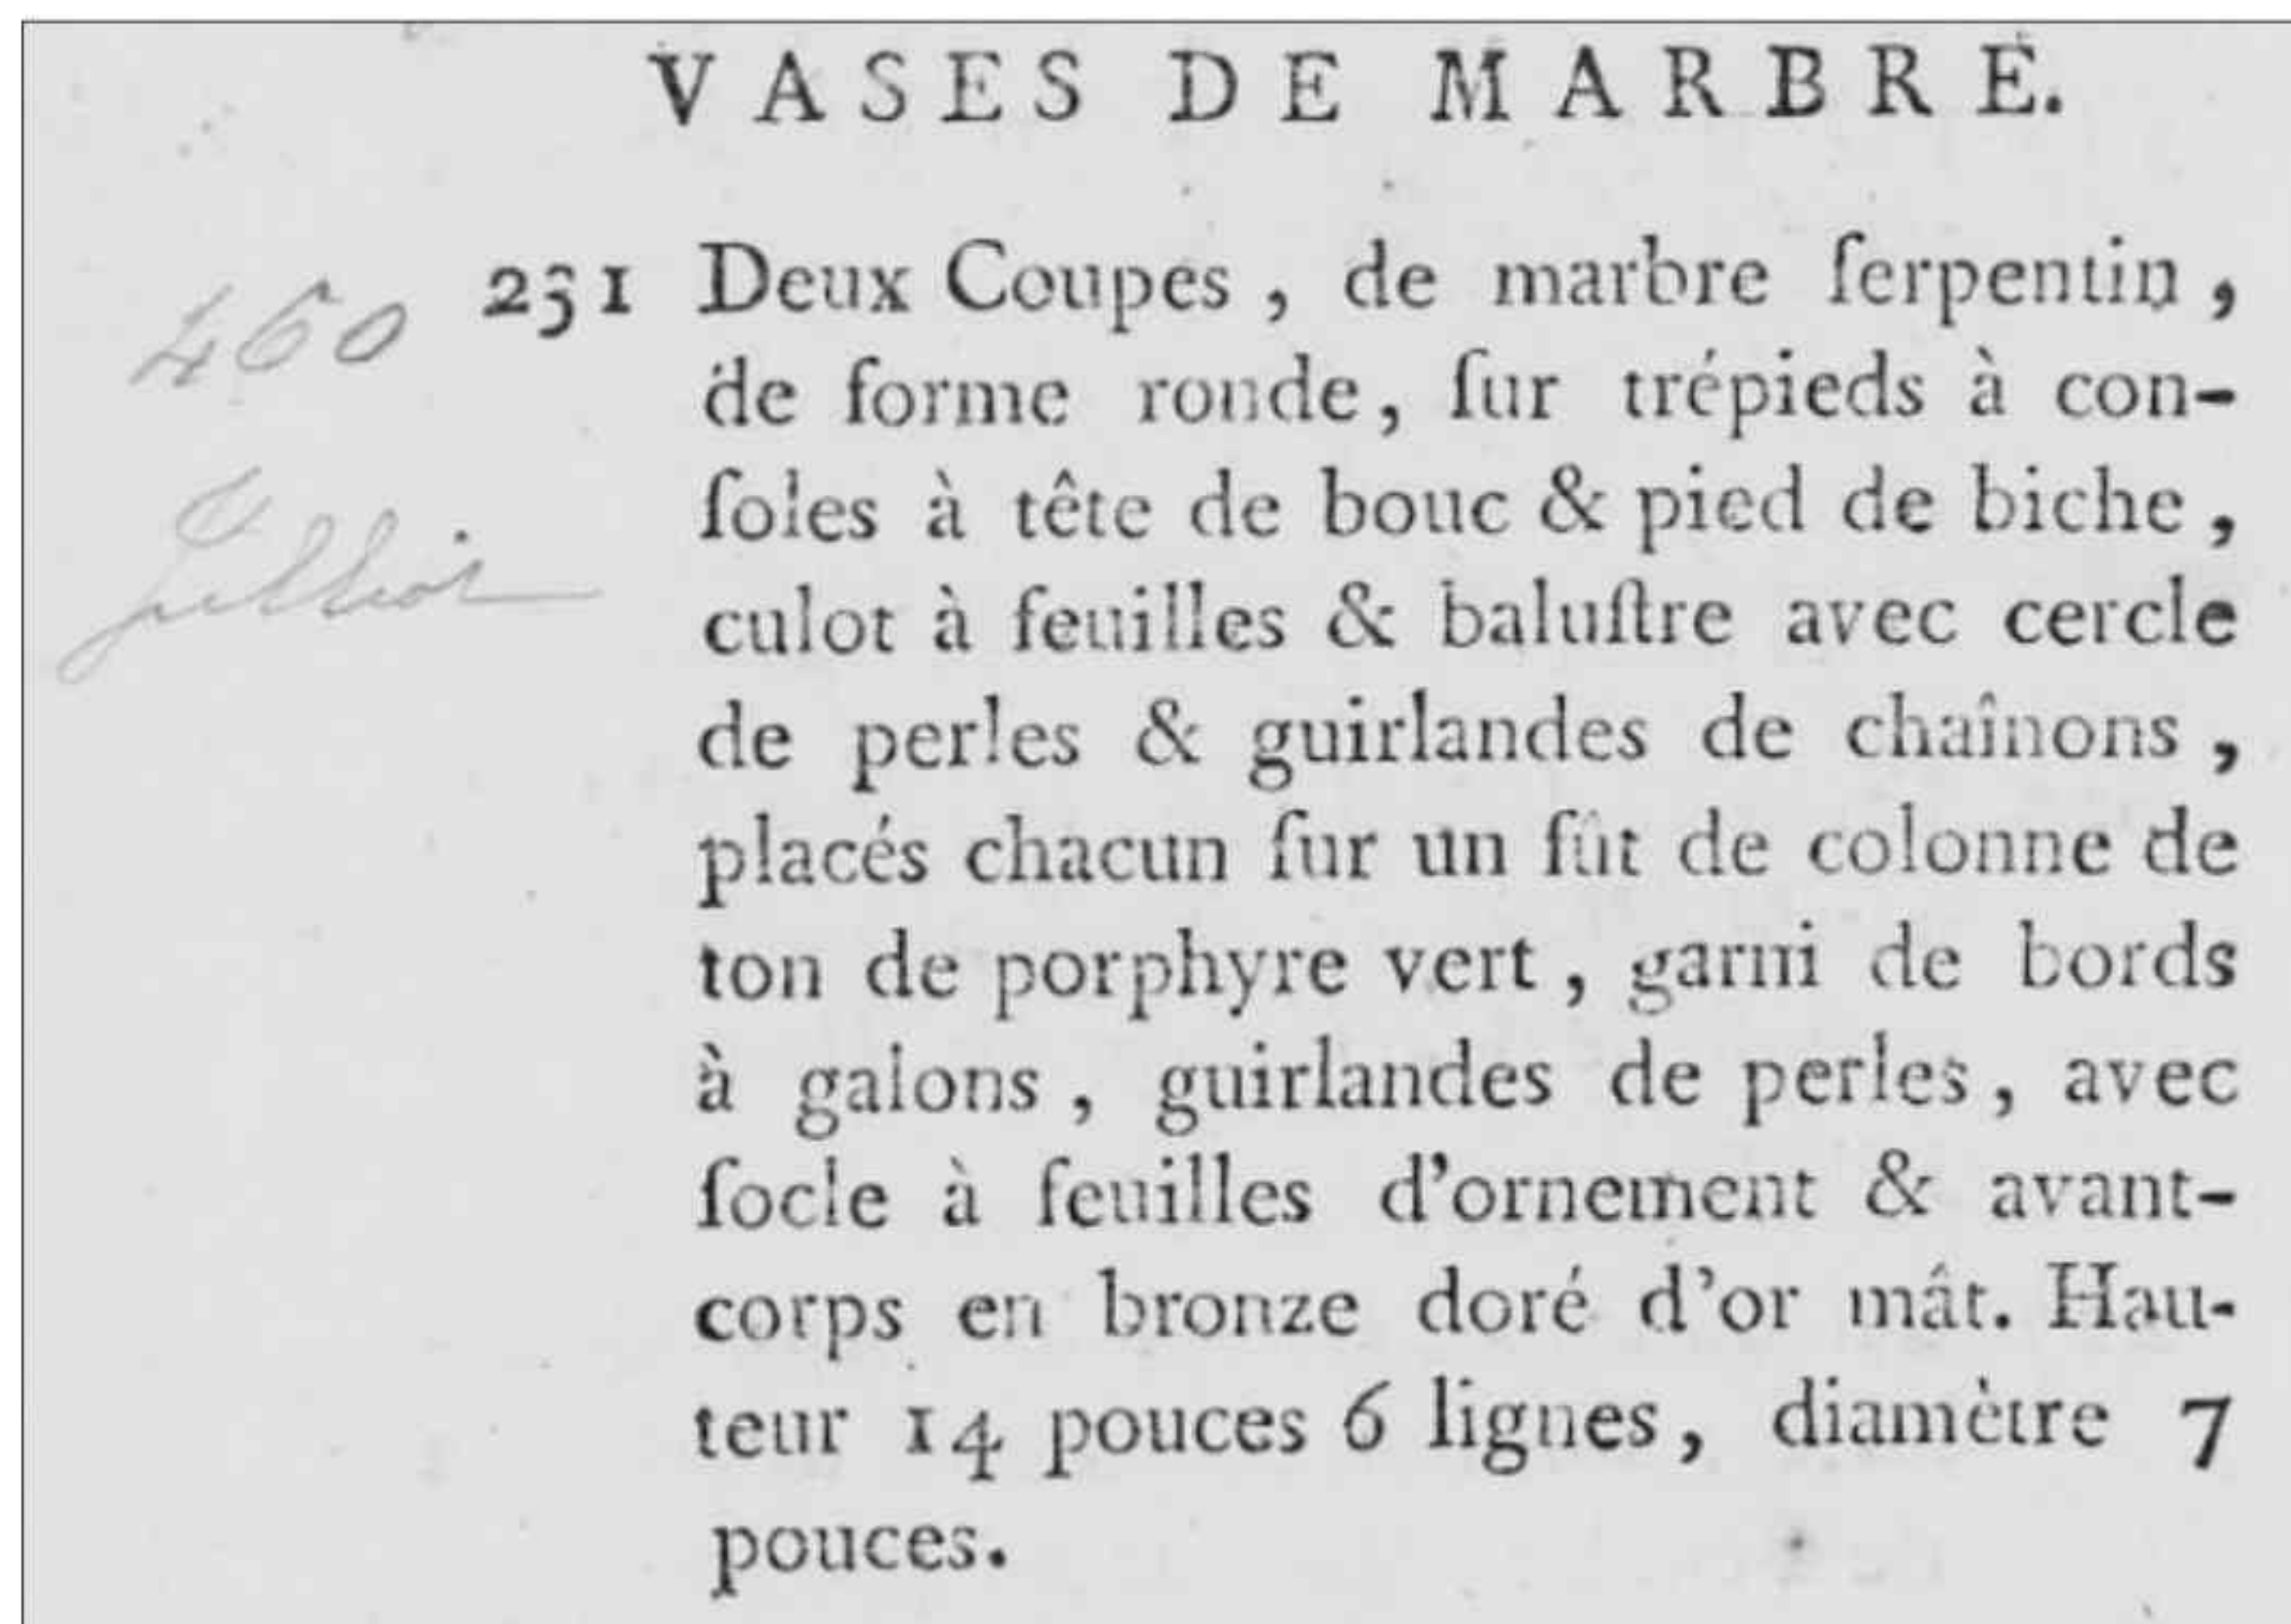 VASES DE MARBRE.
460
231 Deux Coupes, de marbre ſerpentin,
de forme ronde, ſur trépieds à con-
ſoles à tête de bouc & pied de biche,
Julliot
culot à feuilles & baluſtre avec cercle
de perles & guirlandes de chaînons,
placés chacun ſur un fût de colonne de
ton de porphyre vert, garni de bords
à galons, guirlandes de perles, avec
ſocle à feuilles d'ornement & avant-
corps en bronze doré d'or mât. Hau-
teur 14 pouces 6 lignes, diamètre 7
pouces.